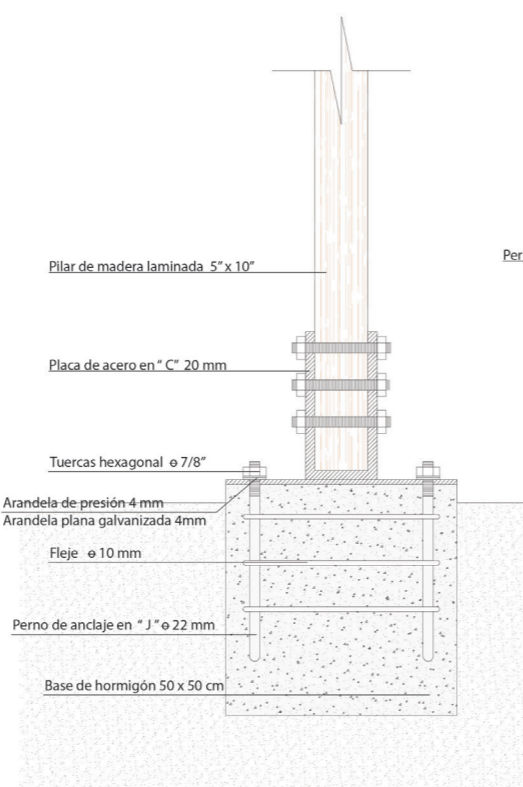 Pilar de madera laminada 5” x 10”
Per
Placa de acero en “ C” 20 mm
Tuercas hexagonal ɵ 7/8”
Arandela de presión 4 mm
Arandela plana galvanizada 4mm
Fleje ɵ 10 mm
Perno de anclaje en “ J ” ɵ 22 mm
Base de hormigón 50 x 50 cm